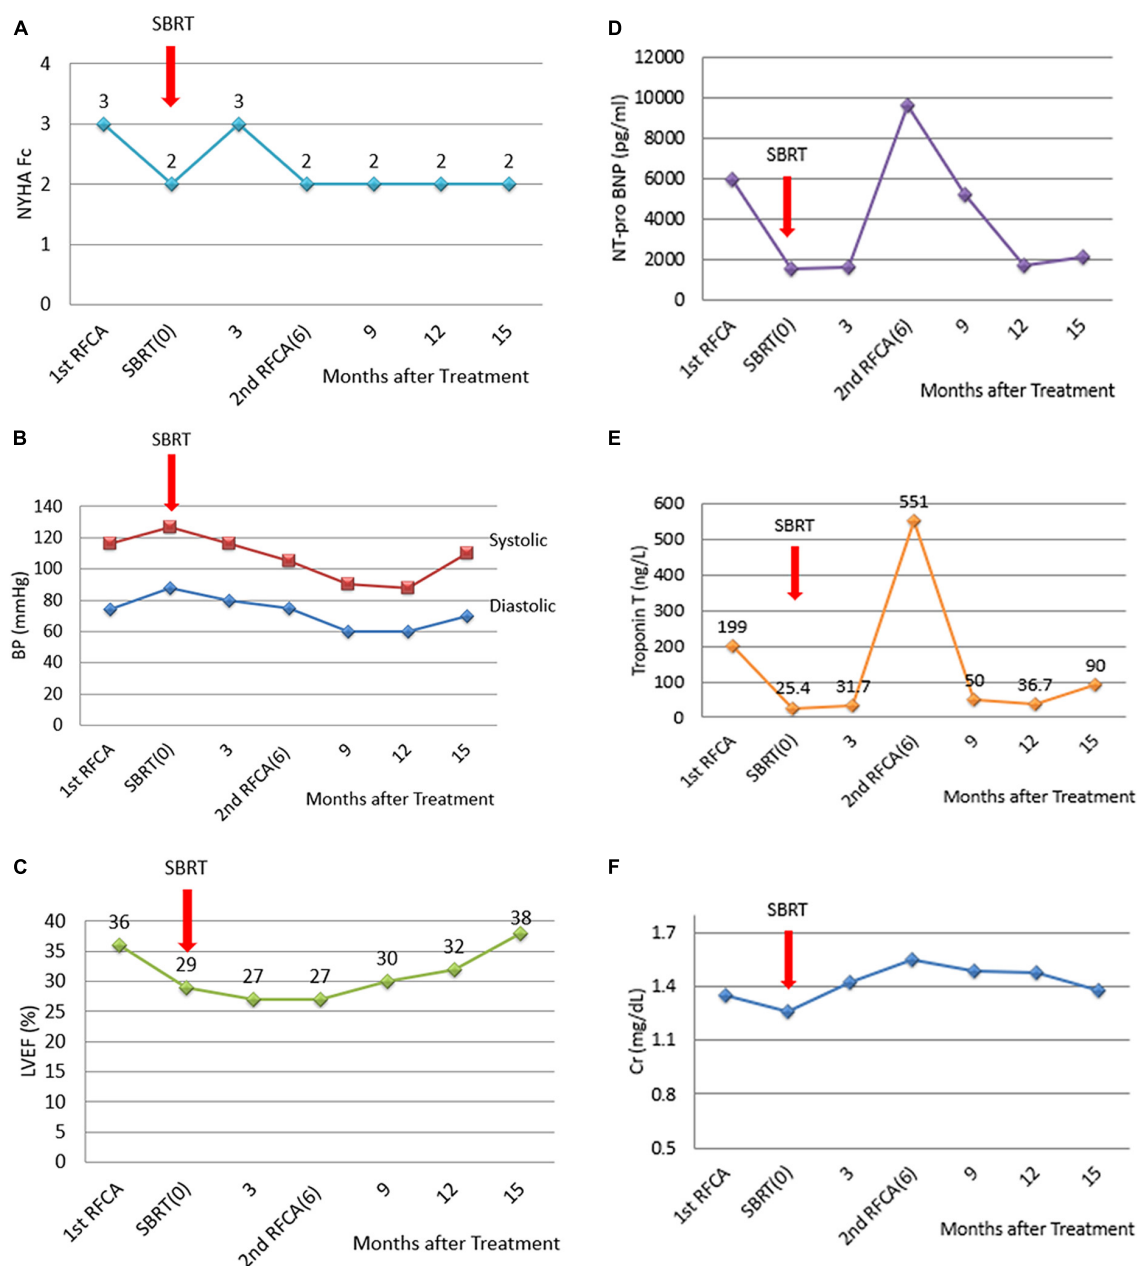 A
SBRT
4
3
2
1
0
3
2
3
2
2
2
2
NYHA Fc
1st RFCA
SBRT(0)
3
2nd RFCA(6)
9
12
15
Months after Treatment
B
SBRT
140
120
100
80
60
40
20
0
Systolic
Diastolic
BP (mmHg)
1st RFCA
SBRT(0)
3
2nd RFCA(6)
9
12
15
Months after Treatment
C
SBRT
40
35
30
25
20
15
10
5
0
36
29
27
27
30
32
38
LVEF (%)
1st RFCA
SBRT(0)
3
2nd RFCA(6)
9
12
15
Months after Treatment
D
12000
10000
8000
6000
4000
2000
0
SBRT
NT-pro BNP (pg/ml)
1st RFCA
SBRT(0)
3
2nd RFCA(6)
9
12
15
Months after Treatment
E
600
500
400
300
200
100
0
SBRT
199
25.4
31.7
551
50
36.7
90
Troponin T (ng/L)
1st RFCA
SBRT(0)
3
2nd RFCA(6)
9
12
15
Months after Treatment
F
SBRT
1.7
1.4
1.1
0.8
0.5
Cr (mg/dL)
1st RFCA
SBRT(0)
3
2nd RFCA(6)
9
12
15
Months after Treatment